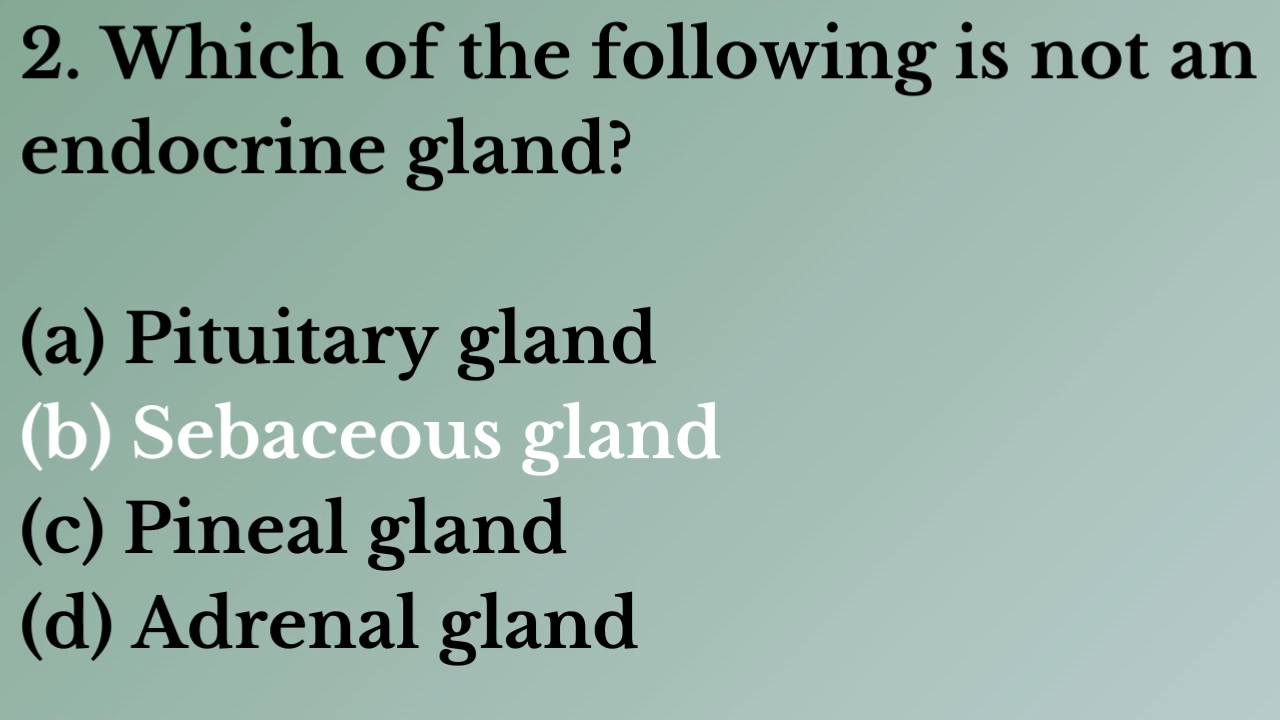 2. Which of the following is not an
endocrine gland?
(a) Pituitary gland
(b) Sebaceous gland
(c) Pineal gland
(d) Adrenal gland